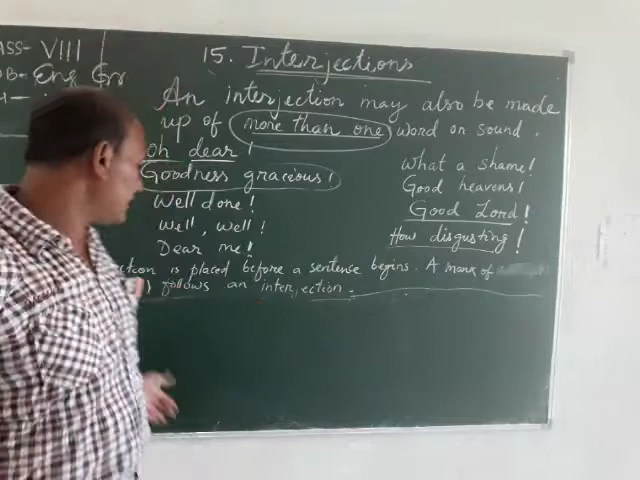 ASS- VIII
B- Eng Gr
15. Interjections
An interjection may also be made
up of more than one word or sound.
oh dear!
Goodness gracious!
Well done!
Well, Well!
Dear me!
What a shame!
Good heavens!
Good Lord!
How disgusting!
ction is placed before a sentence begins. A mark of
) follows an interjection.